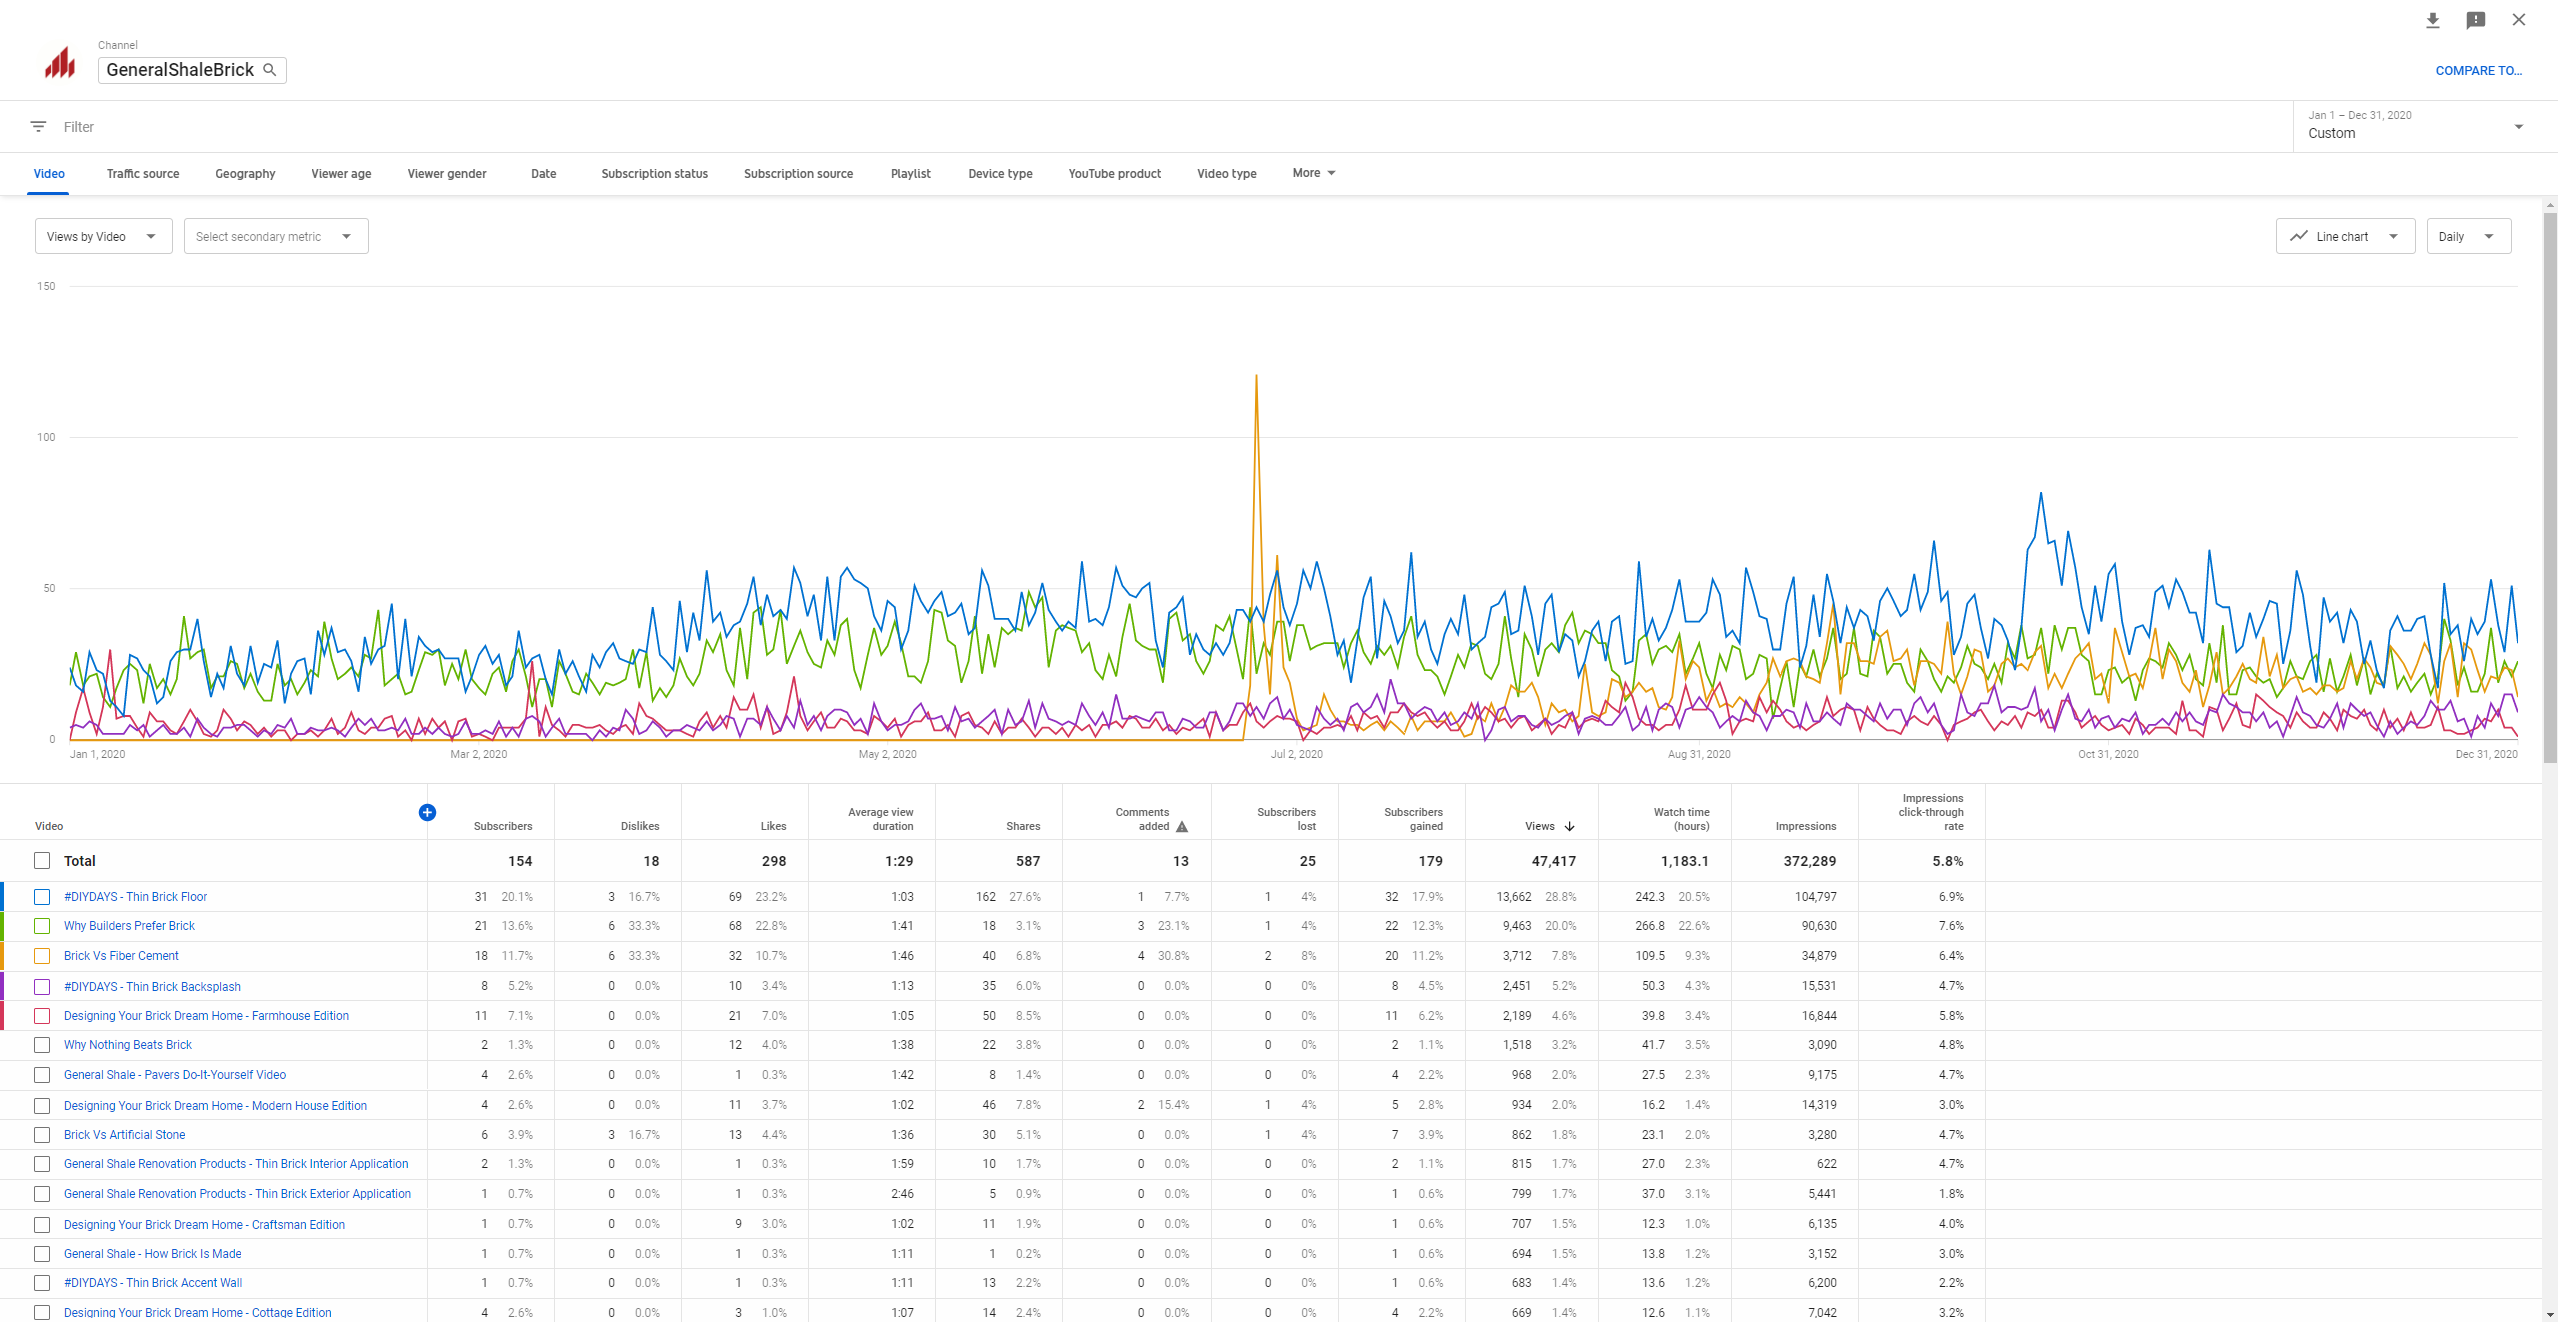 Channel
GeneralShaleBrick
COMPARE TO...
Filter
Jan 1 – Dec 31, 2020
Custom
Video Traffic source Geography Viewer age Viewer gender Date Subscription status Subscription source Playlist Device type YouTube product Video type More
Views by Video Select secondary metric Line chart Daily
150
100
50
0
Jan 1, 2020 Mar 2, 2020 May 2, 2020 Jul 2, 2020 Aug 31, 2020 Oct 31, 2020 Dec 31, 2020
Video Subscribers Dislikes Likes Average view duration Shares Comments added Subscribers lost Subscribers gained Views Watch time (hours) Impressions Impressions click-through rate
Total 154 18 298 1:29 587 13 25 179 47,417 1,183.1 372,289 5.8%
#DIYDAYS - Thin Brick Floor 31 20.1% 3 16.7% 69 23.2% 1:03 162 27.6% 1 7.7% 1 4% 32 17.9% 13,662 28.8% 242.3 20.5% 104,797 6.9%
Why Builders Prefer Brick 21 13.6% 6 33.3% 68 22.8% 1:41 18 3.1% 3 23.1% 1 4% 22 12.3% 9,463 20.0% 266.8 22.6% 90,630 7.6%
Brick Vs Fiber Cement 18 11.7% 6 33.3% 32 10.7% 1:46 40 6.8% 4 30.8% 2 8% 20 11.2% 3,712 7.8% 109.5 9.3% 34,879 6.4%
#DIYDAYS - Thin Brick Backsplash 8 5.2% 0 0.0% 10 3.4% 1:13 35 6.0% 0 0.0% 0 0% 8 4.5% 2,451 5.2% 50.3 4.3% 15,531 4.7%
Designing Your Brick Dream Home - Farmhouse Edition 11 7.1% 0 0.0% 21 7.0% 1:05 50 8.5% 0 0.0% 0 0% 11 6.2% 2,189 4.6% 39.8 3.4% 16,844 5.8%
Why Nothing Beats Brick 2 1.3% 0 0.0% 12 4.0% 1:38 22 3.8% 0 0.0% 0 0% 2 1.1% 1,518 3.2% 41.7 3.5% 3,090 4.8%
General Shale - Pavers Do-It-Yourself Video 4 2.6% 0 0.0% 1 0.3% 1:42 8 1.4% 0 0.0% 0 0% 4 2.2% 968 2.0% 27.5 2.3% 9,175 4.7%
Designing Your Brick Dream Home - Modern House Edition 4 2.6% 0 0.0% 11 3.7% 1:02 46 7.8% 2 15.4% 1 4% 5 2.8% 934 2.0% 16.2 1.4% 14,319 3.0%
Brick Vs Artificial Stone 6 3.9% 3 16.7% 13 4.4% 1:36 30 5.1% 0 0.0% 1 4% 7 3.9% 862 1.8% 23.1 2.0% 3,280 4.7%
General Shale Renovation Products - Thin Brick Interior Application 2 1.3% 0 0.0% 1 0.3% 1:59 10 1.7% 0 0.0% 0 0% 2 1.1% 815 1.7% 27.0 2.3% 622 4.7%
General Shale Renovation Products - Thin Brick Exterior Application 1 0.7% 0 0.0% 1 0.3% 2:46 5 0.9% 0 0.0% 0 0% 1 0.6% 799 1.7% 37.0 3.1% 5,441 1.8%
Designing Your Brick Dream Home - Craftsman Edition 1 0.7% 0 0.0% 9 3.0% 1:02 11 1.9% 0 0.0% 0 0% 1 0.6% 707 1.5% 12.3 1.0% 6,135 4.0%
General Shale - How Brick Is Made 1 0.7% 0 0.0% 1 0.3% 1:11 1 0.2% 0 0.0% 0 0% 1 0.6% 694 1.5% 13.8 1.2% 3,152 3.0%
#DIYDAYS - Thin Brick Accent Wall 1 0.7% 0 0.0% 1 0.3% 1:11 13 2.2% 0 0.0% 0 0% 1 0.6% 683 1.4% 13.6 1.2% 6,200 2.2%
Designing Your Brick Dream Home - Cottage Edition 4 2.6% 0 0.0% 3 1.0% 1:07 14 2.4% 0 0.0% 0 0% 4 2.2% 669 1.4% 12.6 1.1% 7,042 3.2%